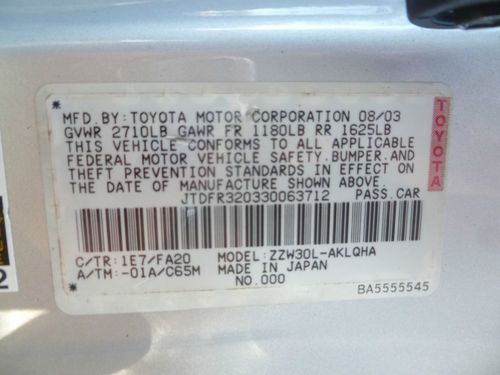 MFD.BY:TOYOTA MOTOR CORPORATION 08/03
GVWR 2710LB GAWR FR 1180LB RR 1625LB
THIS VEHICLE CONFORMS TO ALL APPLICABLE
FEDERAL MOTOR VEHICLE SAFETY.BUMPER.AND
THEFT PREVENTION STANDARDS IN EFFECT ON
THE DATE OF MANUFACTURE SHOWN ABOVE.
JTDFR320330063712 PASS.CAR
TOYOTA
C/TR:1E7/FA20 ZZW30L-AKLQHA
A/TM:-01A/C65M MADE IN JAPAN
NO.000
BA5555545
2